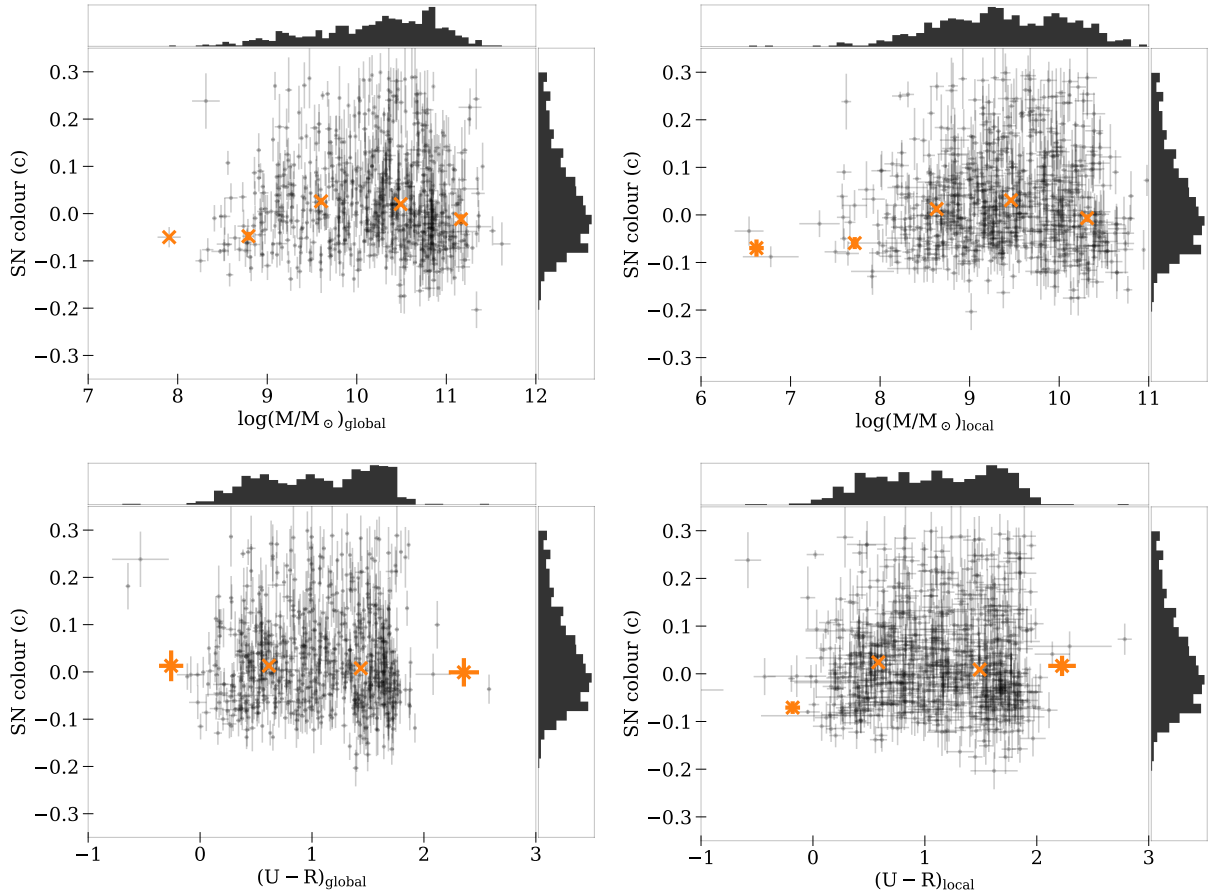 0.3
0.2
0.1
0.0
−0.1
−0.2
−0.3
SN colour (c)
7 8 9 10 11 12
log(M/M⊙)global
0.3
0.2
0.1
0.0
−0.1
−0.2
−0.3
SN colour (c)
6 7 8 9 10 11
log(M/M⊙)local
0.3
0.2
0.1
0.0
−0.1
−0.2
−0.3
SN colour (c)
−1 0 1 2 3
(U − R)global
0.3
0.2
0.1
0.0
−0.1
−0.2
−0.3
SN colour (c)
−1 0 1 2 3
(U − R)local